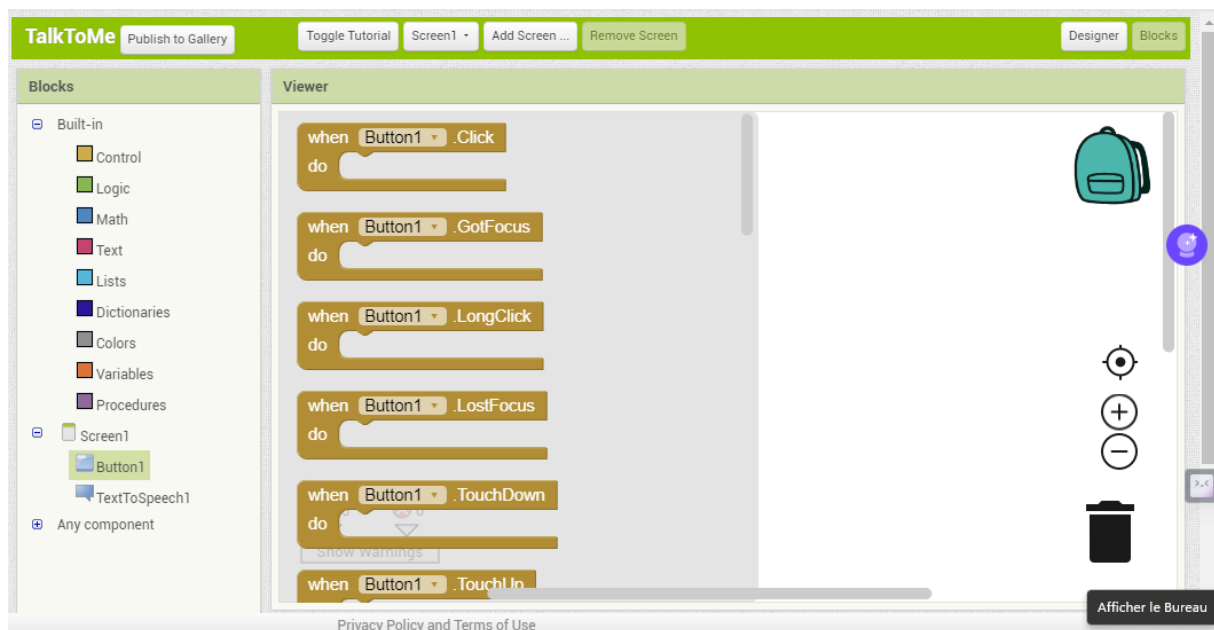 TalkToMe Publish to Gallery Toggle Tutorial Screen1 Add Screen ... Remove Screen Designer Blocks
Blocks
Viewer
Built-in
Control
Logic
Math
Text
Lists
Dictionaries
Colors
Variables
Procedures
Screen1
Button1
TextToSpeech1
Any component
when Button1 .Click
do
when Button1 .GotFocus
do
when Button1 .LongClick
do
when Button1 .LostFocus
do
when Button1 .TouchDown
do
0
Show Warnings
when Button1 .TouchUp
>.<
Afficher le Bureau
Privacy Policy and Terms of Use